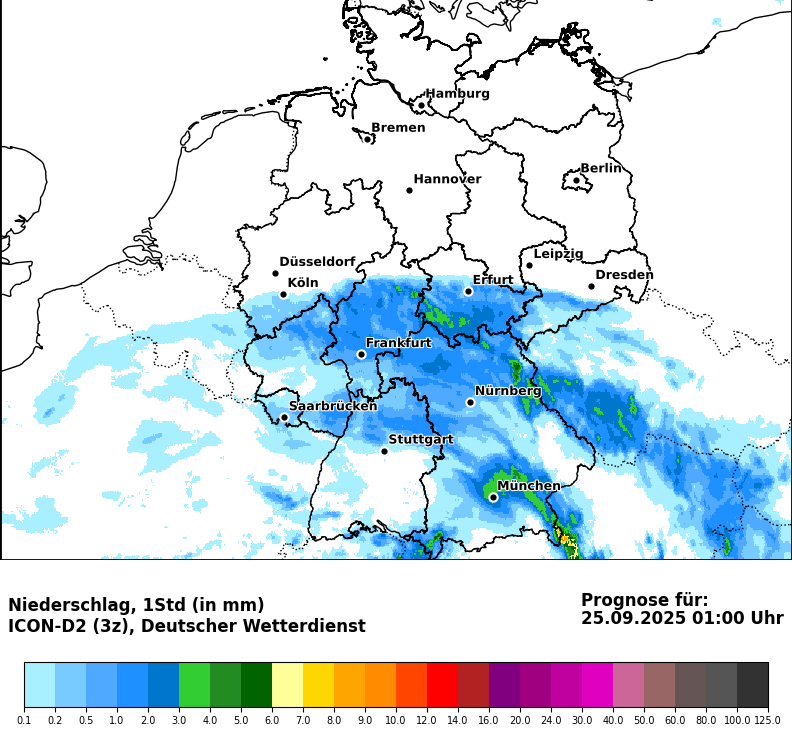 Hamburg
Bremen
Berlin
Hannover
Leipzig
Düsseldorf
Dresden
Köln
Erfurt
Frankfurt
Nürnberg
Saarbrücken
Stuttgart
München
Niederschlag, 1Std (in mm)
ICON-D2 (3z), Deutscher Wetterdienst
Prognose für:
25.09.2025 01:00 Uhr
0.1 0.2 0.5 1.0 2.0 3.0 4.0 5.0 6.0 7.0 8.0 9.0 10.0 12.0 14.0 16.0 20.0 24.0 30.0 40.0 50.0 60.0 80.0 100.0 125.0